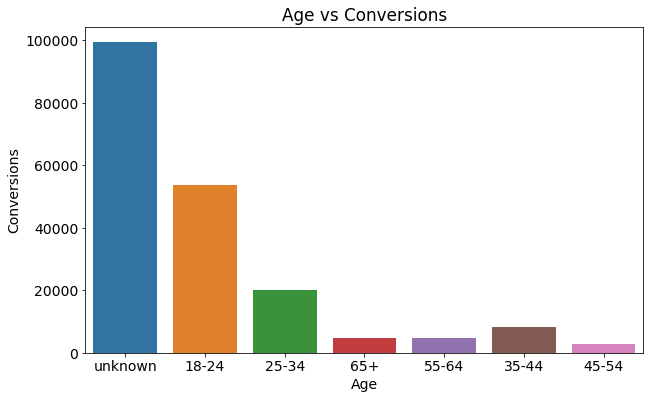 Age vs Conversions
Conversions
100000
80000
60000
40000
20000
0
unknown 18-24 25-34 65+ 55-64 35-44 45-54
Age